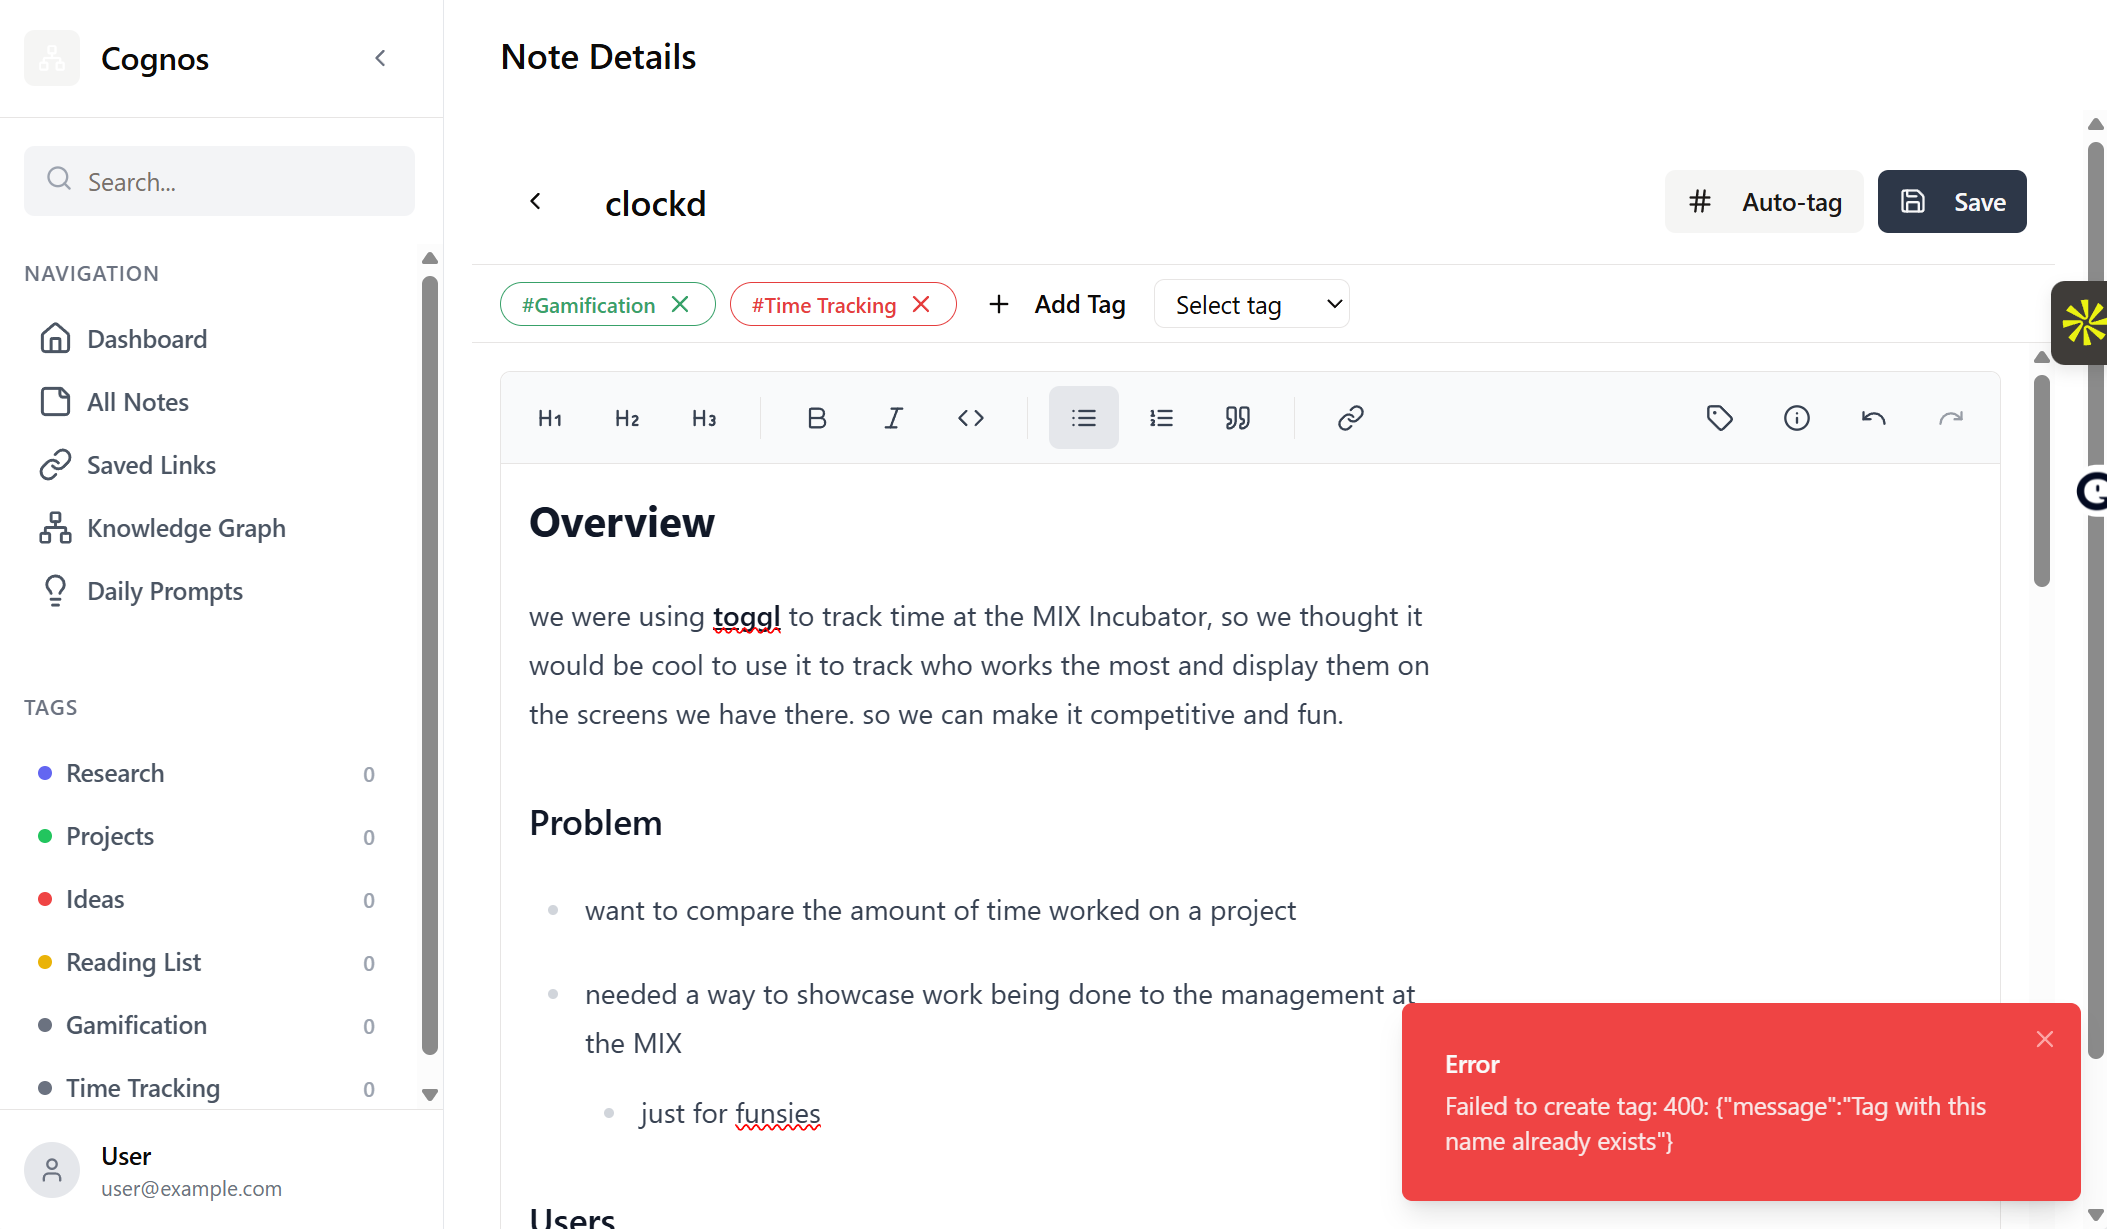 Cognos
Search...
NAVIGATION
Dashboard
All Notes
Saved Links
Knowledge Graph
Daily Prompts
TAGS
Research 0
Projects 0
Ideas 0
Reading List 0
Gamification 0
Time Tracking 0
User
user@example.com
Note Details
clockd
# Auto-tag
Save
#Gamification
#Time Tracking
+ Add Tag
Select tag
H1 H2 H3 B I <>
Overview
we were using toggl to track time at the MIX Incubator, so we thought it
would be cool to use it to track who works the most and display them on
the screens we have there. so we can make it competitive and fun.
Problem
want to compare the amount of time worked on a project
needed a way to showcase work being done to the management at
the MIX
just for funsies
Users
Error
Failed to create tag: 400: {"message":"Tag with this
name already exists"}